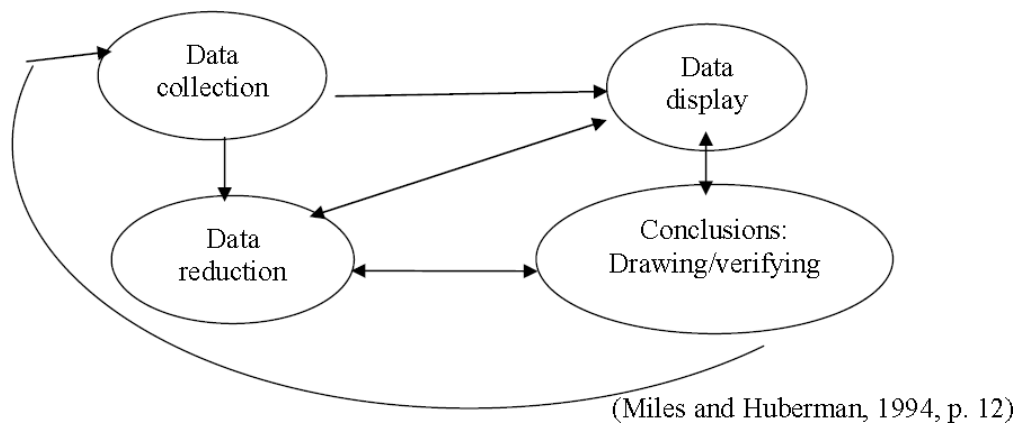 Data
collection
Data
display
Data
reduction
Conclusions:
Drawing/verifying
(Miles and Huberman, 1994, p. 12)